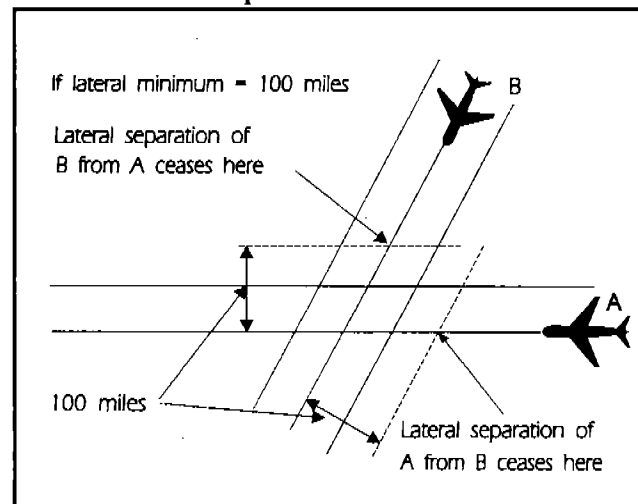 If lateral minimum = 100 miles
B
Lateral separation of
B from A ceases here
A
100 miles
Lateral separation of
A from B ceases here